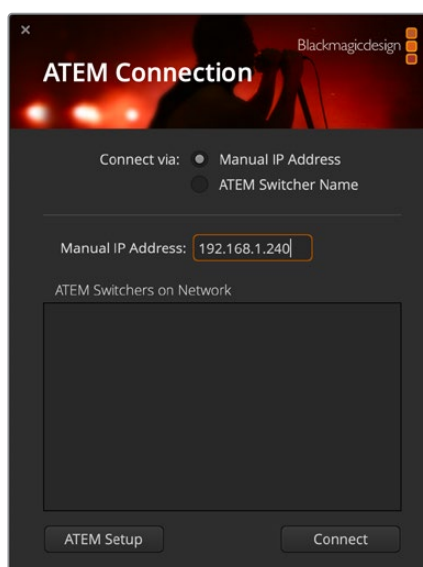 Blackmagicdesign
ATEM Connection
Connect via:
Manual IP Address
ATEM Switcher Name
Manual IP Address: 192.168.1.240
ATEM Switchers on Network
ATEM Setup
Connect